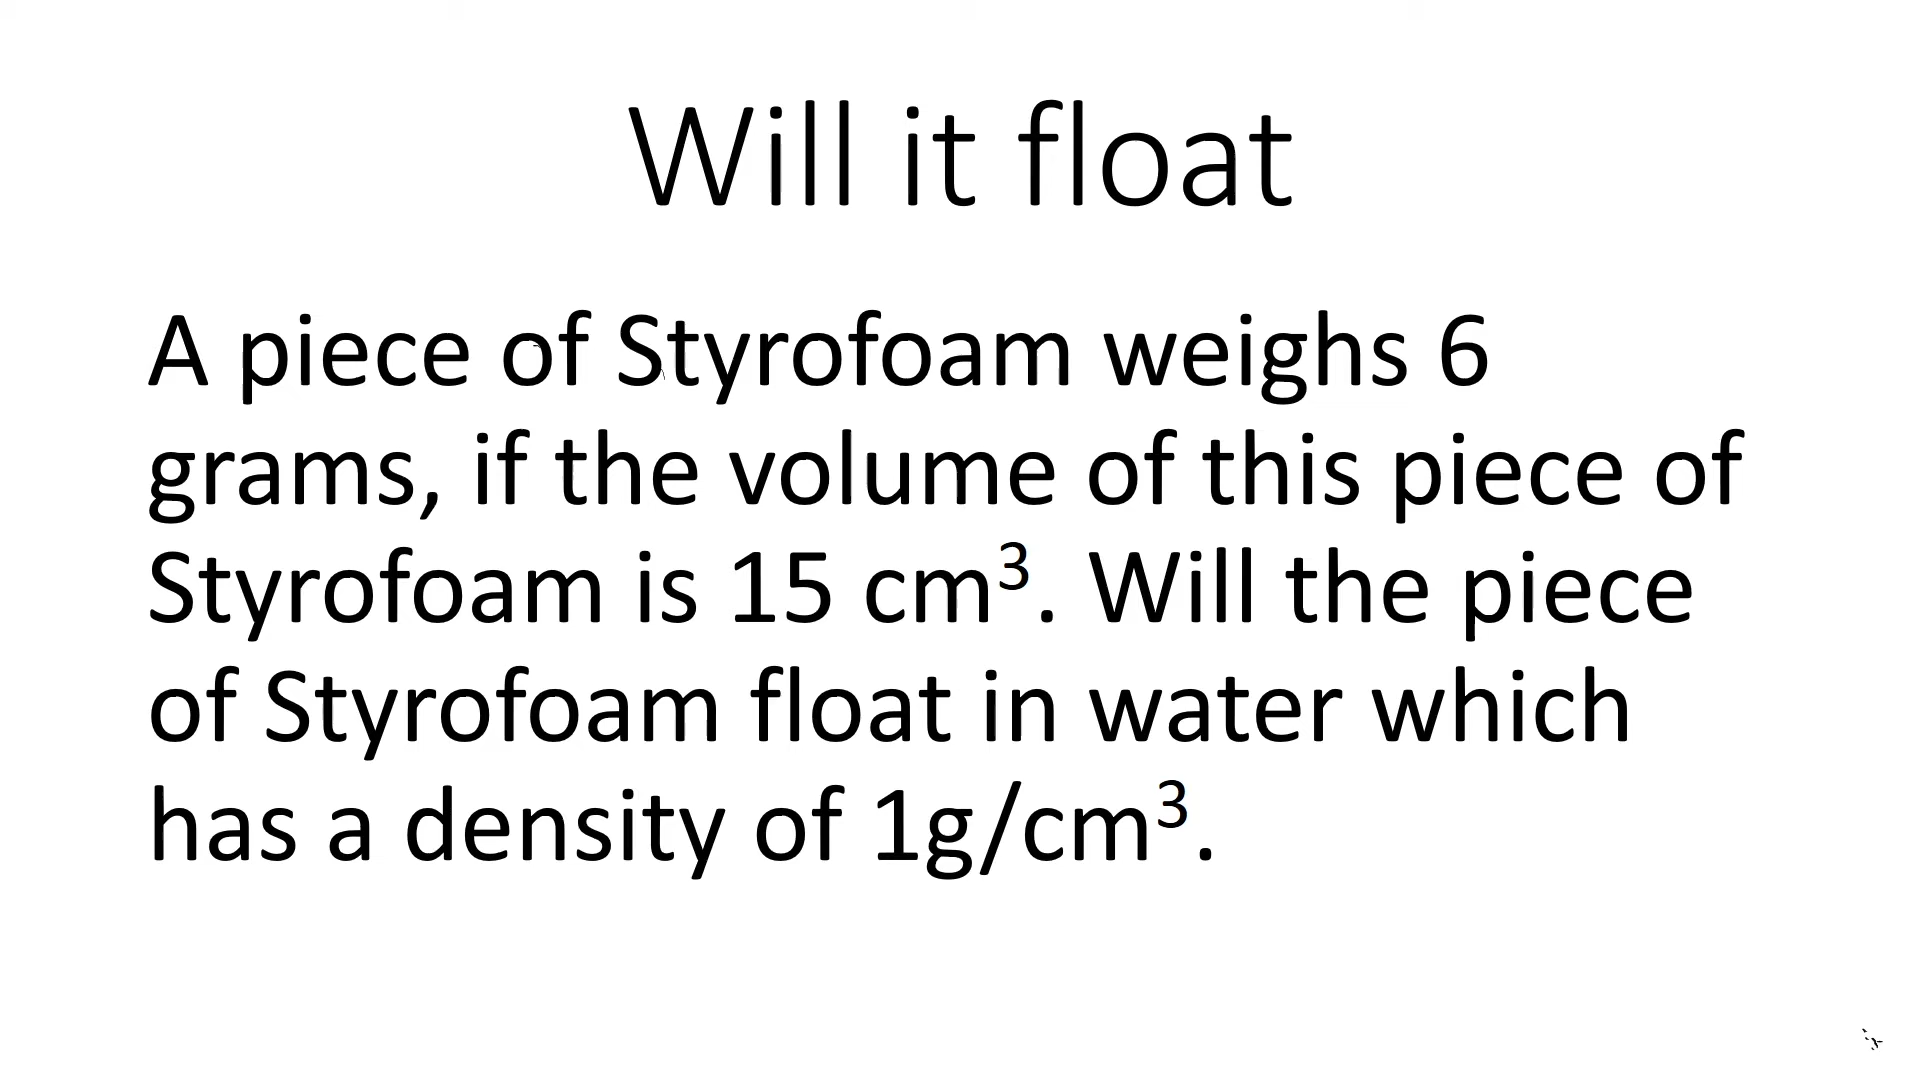 Will it float
A piece of Styrofoam weighs 6
grams, if the volume of this piece of
Styrofoam is 15 cm³. Will the piece
of Styrofoam float in water which
has a density of 1g/cm³.